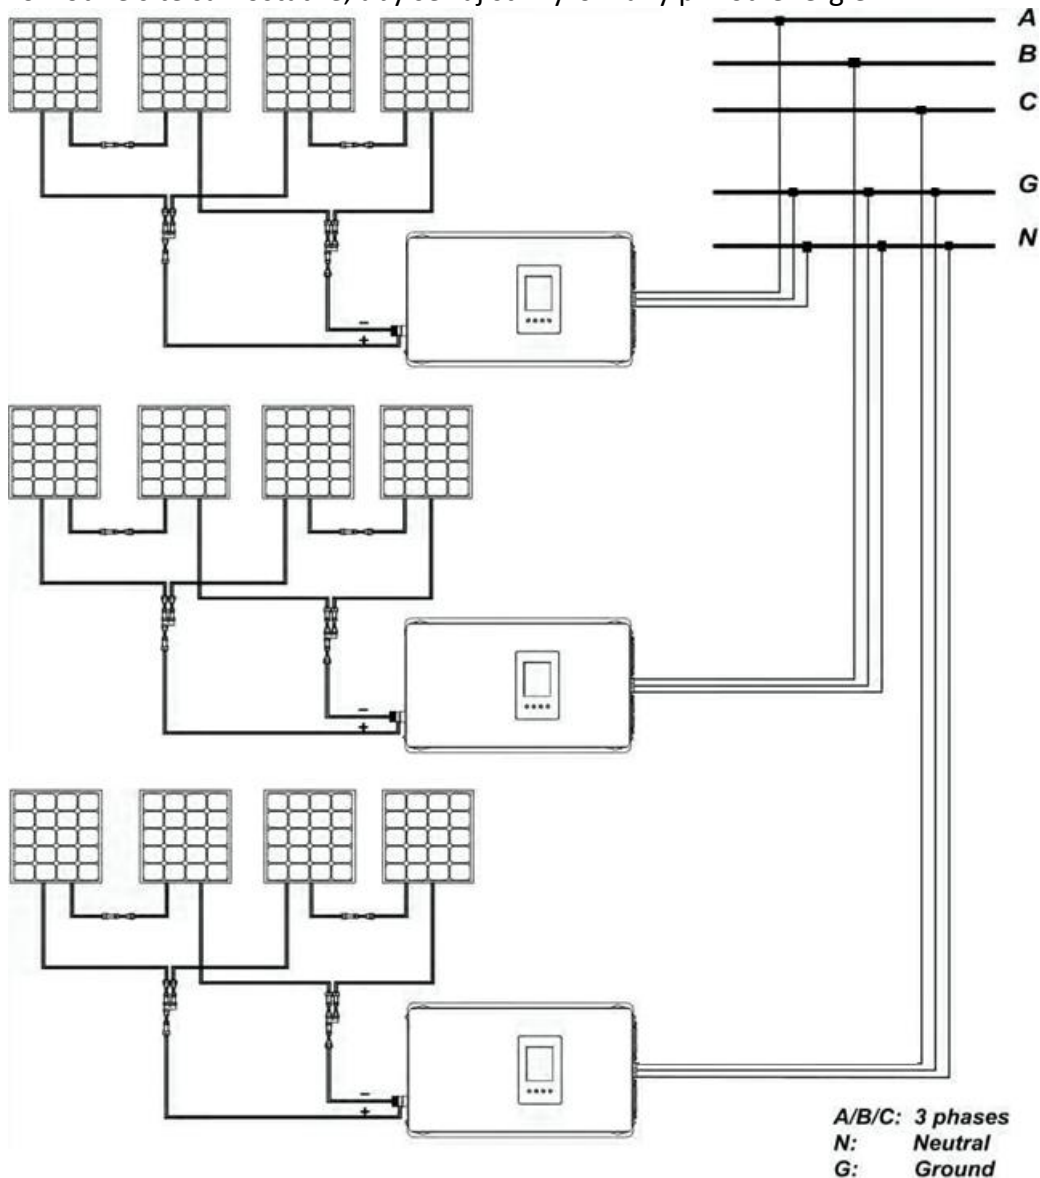 A
B
C
G
N
–
+
–
+
–
+
A/B/C: 3 phases
N: Neutral
G: Ground